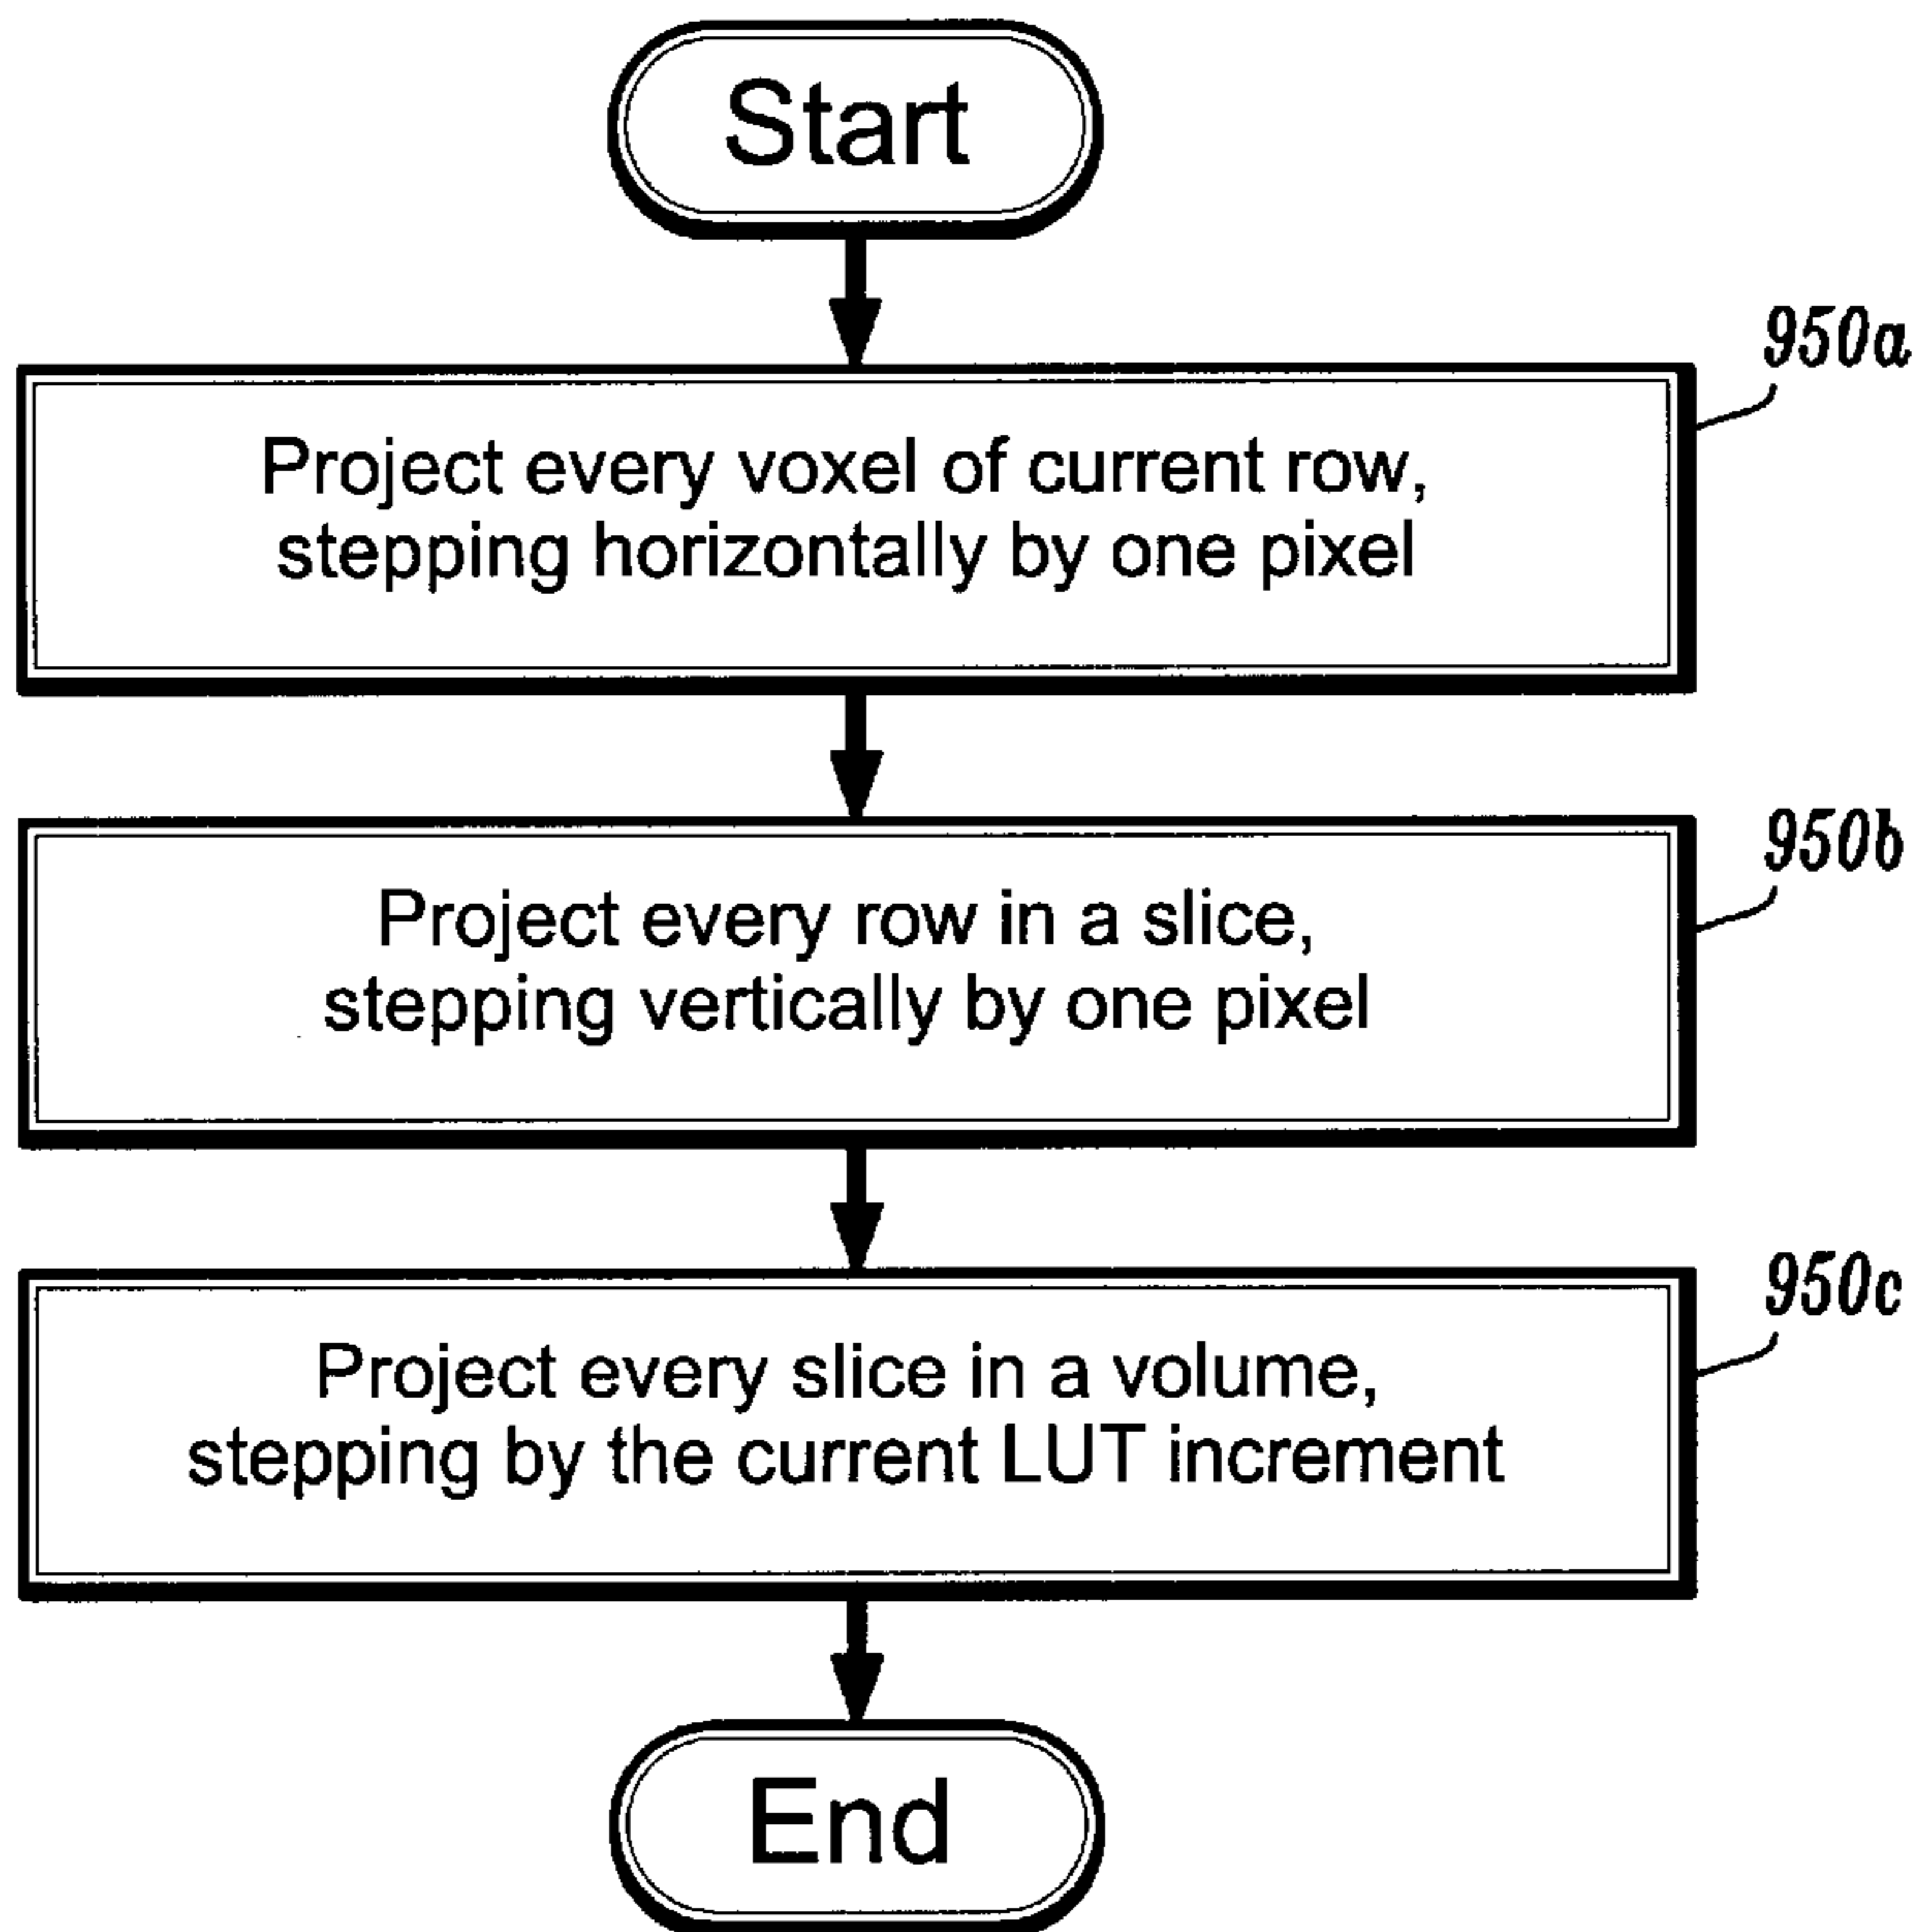 Start
950a
Project every voxel of current row,
stepping horizontally by one pixel
950b
Project every row in a slice,
stepping vertically by one pixel
950c
Project every slice in a volume,
stepping by the current LUT increment
End